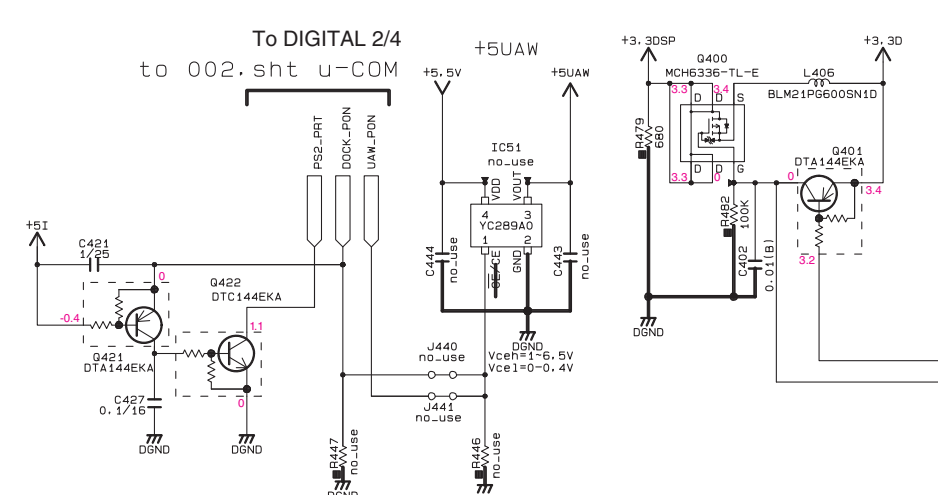 To DIGITAL 2/4
to 002.sht u-COM
+5UAW
PS2_PRT
DOCK_PON
UAW_PON
+5.5V
+5UAW
IC51
no_use
VDD
VOUT
4
3
YC289A0
1
2
CE/CE
GND
C444
no_use
C443
no_use
DGND
Vceh=1~6.5V
Vcel=0~0.4V
J440
no_use
J441
no_use
R447
no_use
DGND
R446
no_use
+5I
C421
1/25
0
Q422
DTC144EKA
-0.4
1.1
Q421
DTA144EKA
C427
0.1/16
0
DGND
DGND
+3.3DSP
Q400
MCH6336-TL-E
3.3
3.4
D
D
S
3.3
0
D
D
G
R479
680
DGND
R482
100K
C402
0.01(B)
L406
BLM21PG600SN1D
+3.3D
Q401
DTA144EKA
0
3.4
3.2